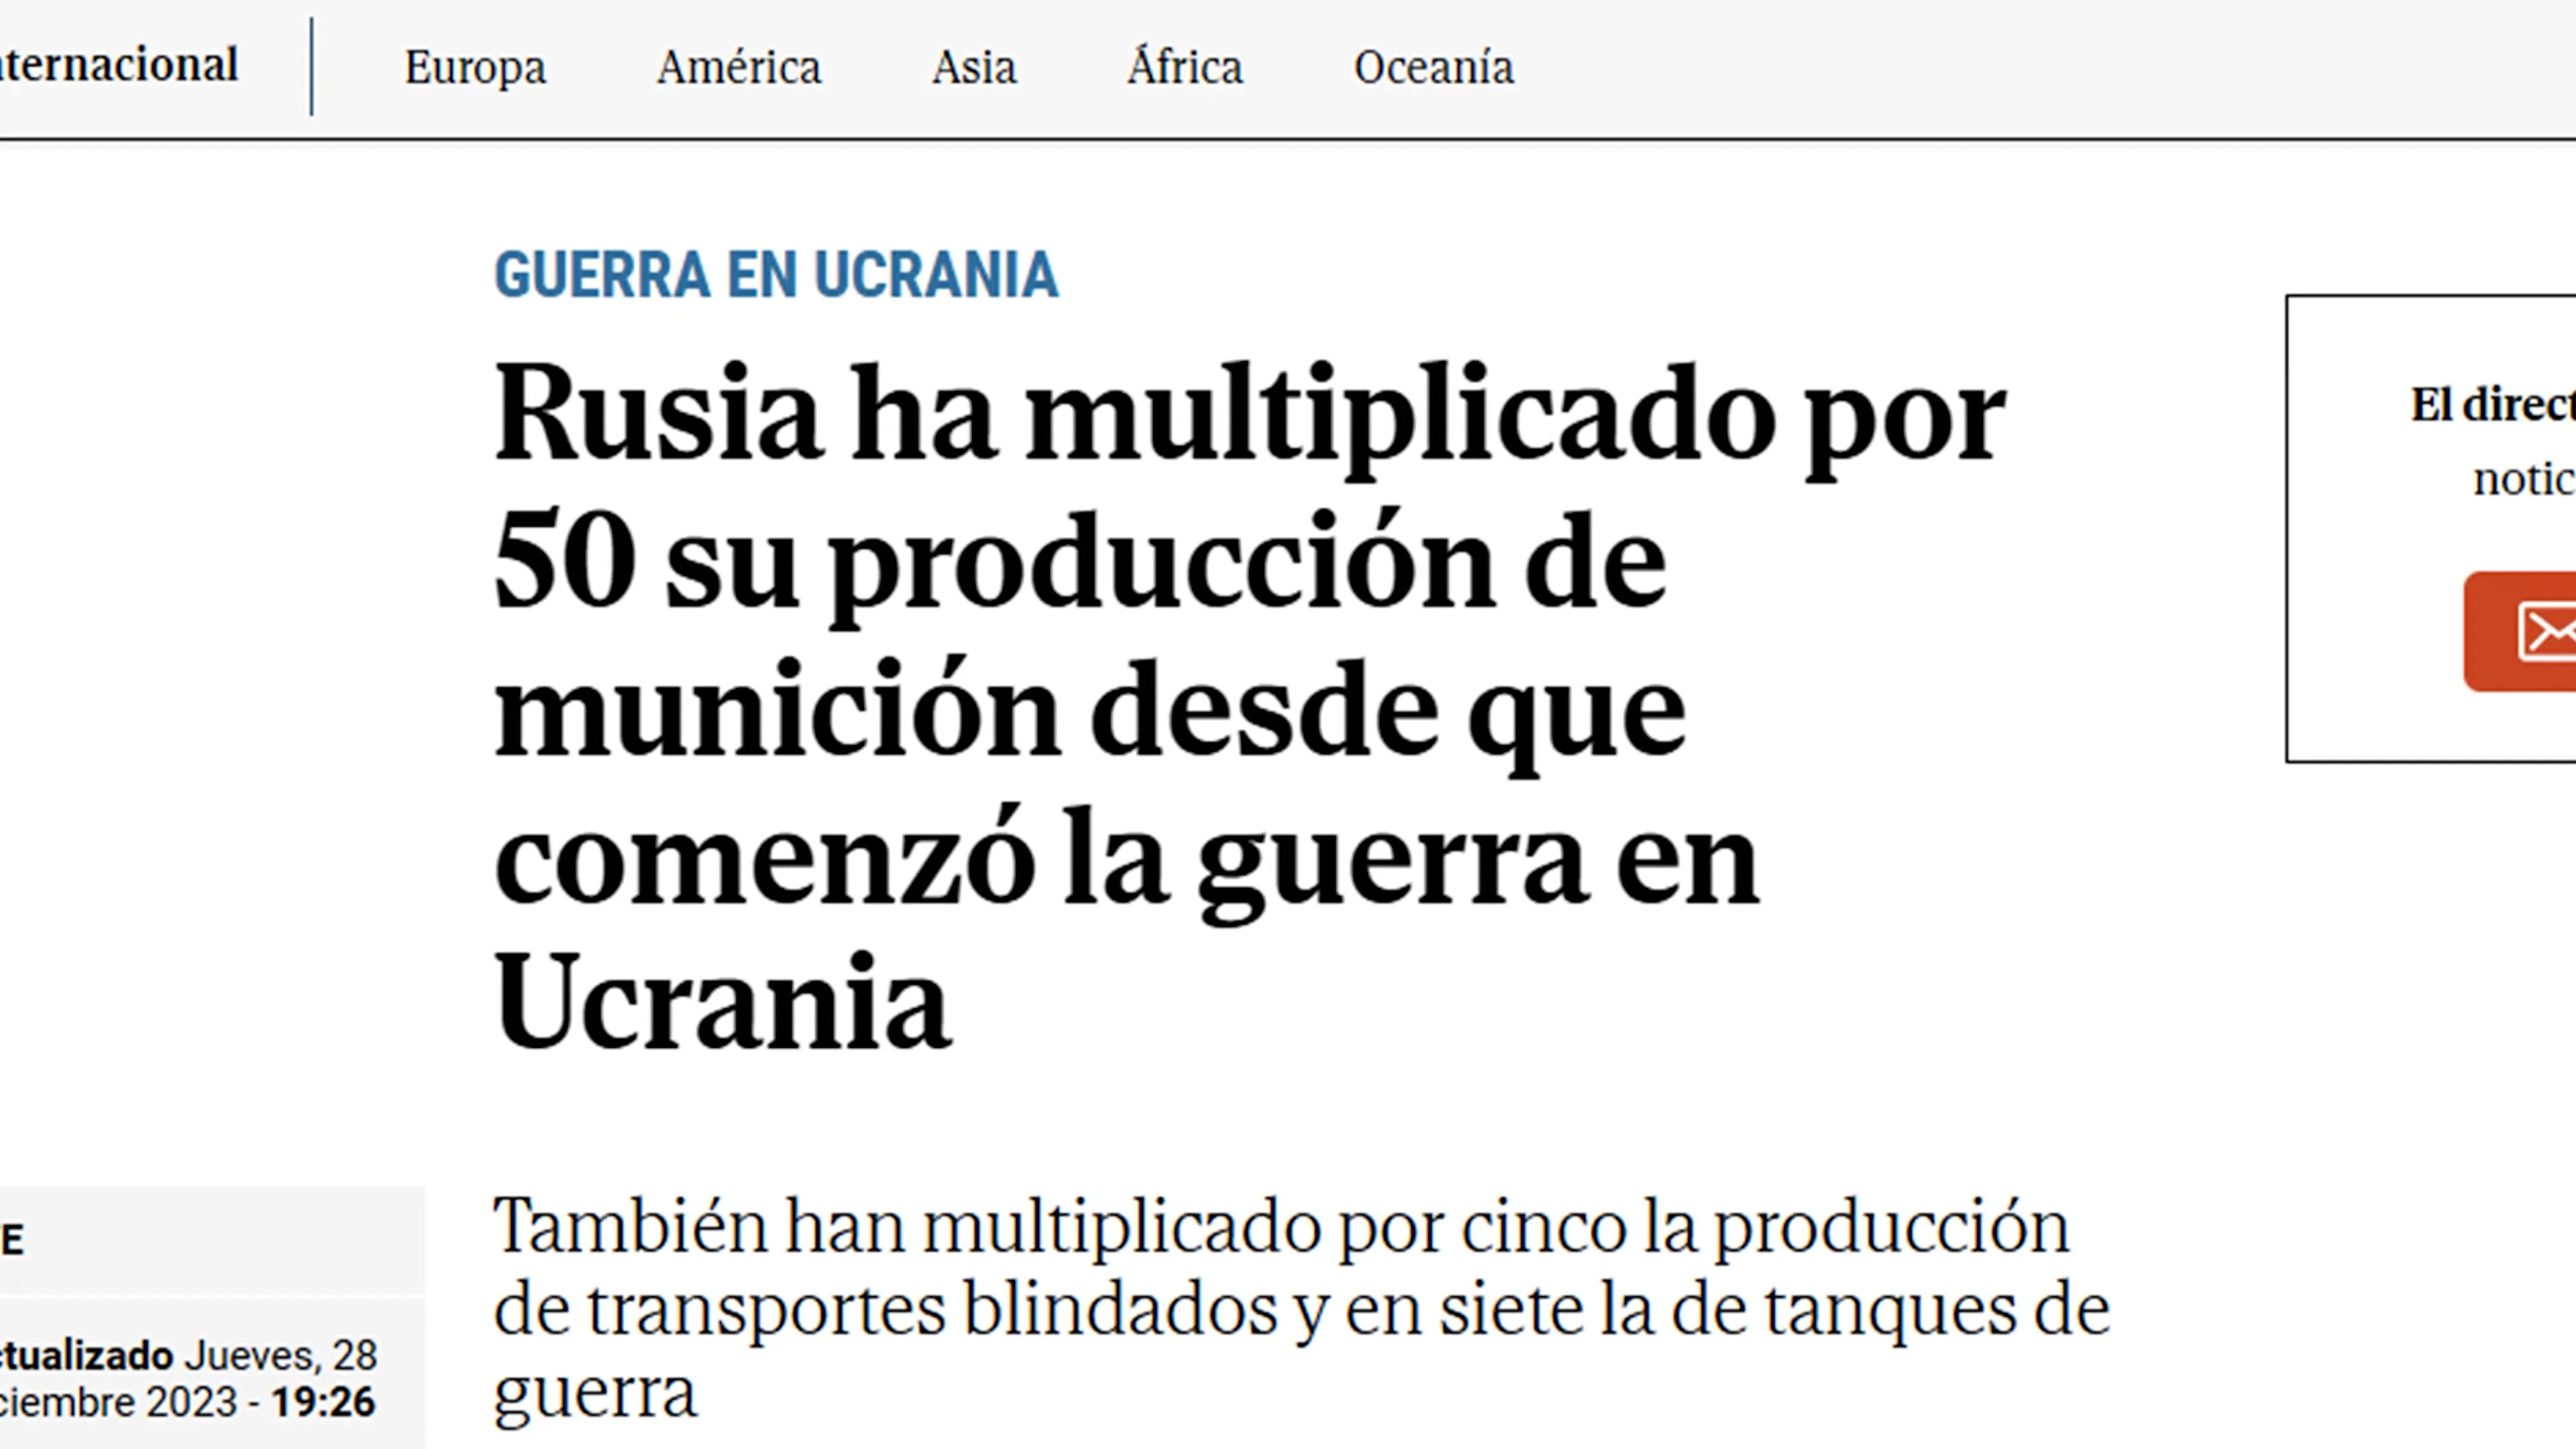 nternacional
Europa
América
Asia
África
Oceanía
GUERRA EN UCRANIA
Rusia ha multiplicado por
50 su producción de
munición desde que
comenzó la guerra en
Ucrania
El direct
notic
También han multiplicado por cinco la producción
de transportes blindados y en siete la de tanques de
guerra
E
ctualizado Jueves, 28
ciembre 2023 - 19:26